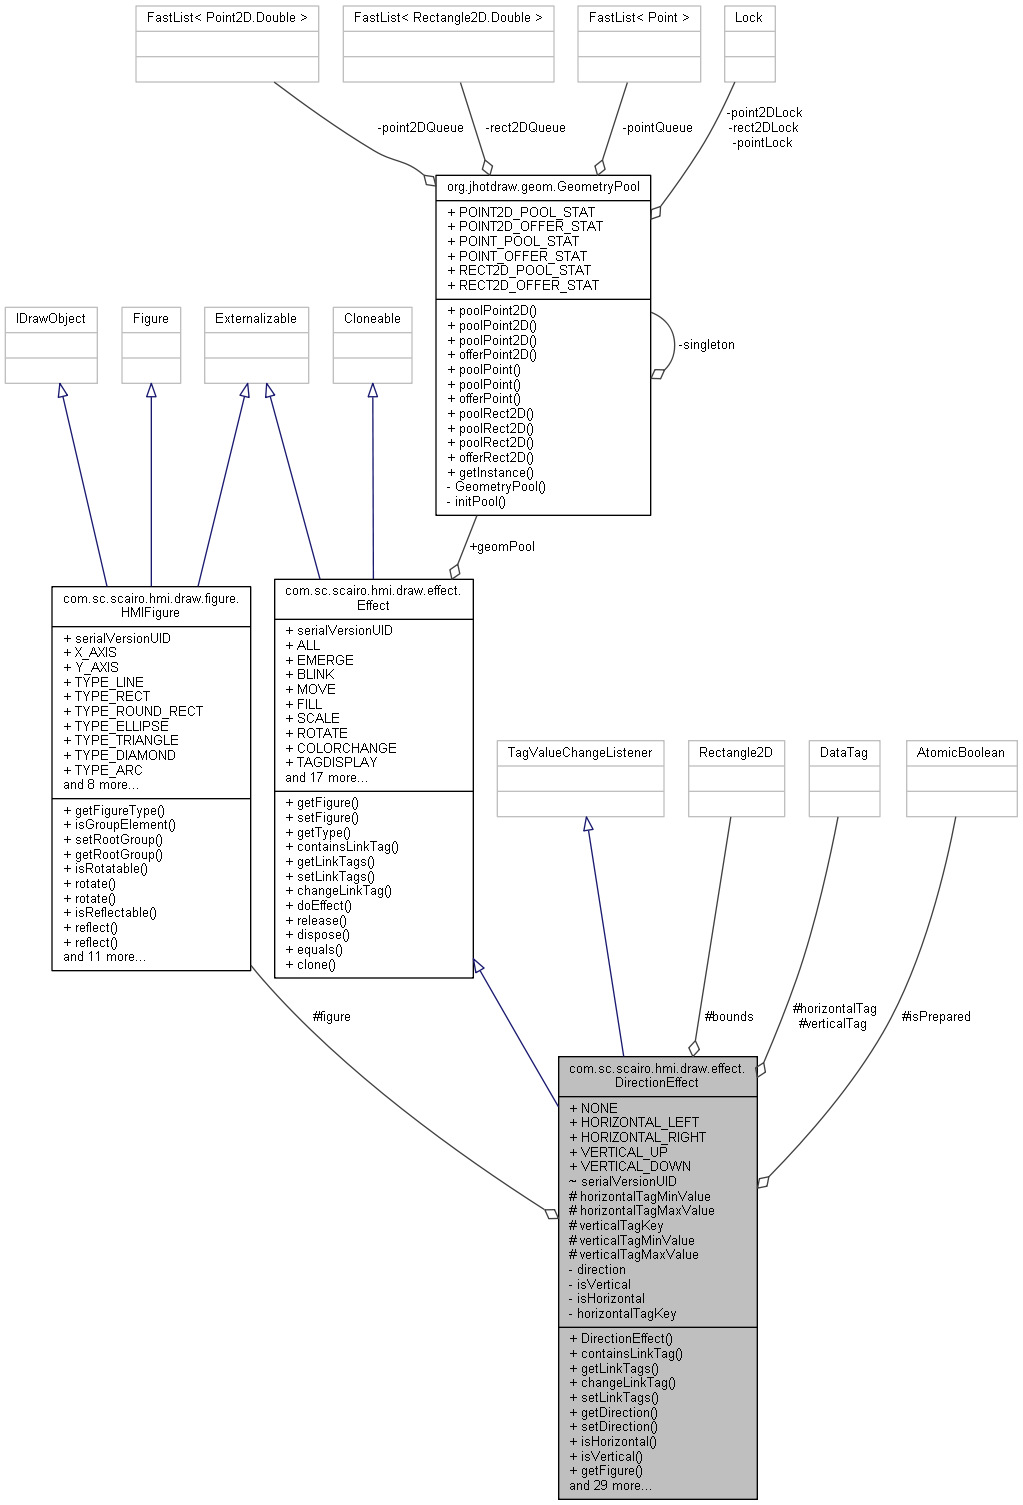 FastList< Point2D.Double >
FastList< Rectangle2D.Double >
FastList< Point >
Lock
-point2DQueue
-rect2DQueue
-pointQueue
-point2DLock
-rect2DLock
-pointLock
org.jhotdraw.geom.GeometryPool
+ POINT2D_POOL_STAT
+ POINT2D_OFFER_STAT
+ POINT_POOL_STAT
+ POINT_OFFER_STAT
+ RECT2D_POOL_STAT
+ RECT2D_OFFER_STAT
+ poolPoint2D()
+ poolPoint2D()
+ poolPoint2D()
+ offerPoint2D()
+ poolPoint()
+ poolPoint()
+ offerPoint()
+ poolRect2D()
+ poolRect2D()
+ poolRect2D()
+ offerRect2D()
+ getInstance()
- GeometryPool()
- initPool()
-singleton
IDrawObject
Figure
Externalizable
Cloneable
+geomPool
com.sc.scairo.hmi.draw.figure.
HMIFigure
+ serialVersionUID
+ X_AXIS
+ Y_AXIS
+ TYPE_LINE
+ TYPE_RECT
+ TYPE_ROUND_RECT
+ TYPE_ELLIPSE
+ TYPE_TRIANGLE
+ TYPE_DIAMOND
+ TYPE_ARC
and 8 more...
+ getFigureType()
+ isGroupElement()
+ setRootGroup()
+ getRootGroup()
+ isRotatable()
+ rotate()
+ rotate()
+ isReflectable()
+ reflect()
+ reflect()
and 11 more...
com.sc.scairo.hmi.draw.effect.
Effect
+ serialVersionUID
+ ALL
+ EMERGE
+ BLINK
+ MOVE
+ FILL
+ SCALE
+ ROTATE
+ COLORCHANGE
+ TAGDISPLAY
and 17 more...
+ getFigure()
+ setFigure()
+ getType()
+ containsLinkTag()
+ getLinkTags()
+ setLinkTags()
+ changeLinkTag()
+ doEffect()
+ release()
+ dispose()
+ equals()
+ clone()
TagValueChangeListener
Rectangle2D
DataTag
AtomicBoolean
#figure
#bounds
#horizontalTag
#verticalTag
#isPrepared
com.sc.scairo.hmi.draw.effect.
DirectionEffect
+ NONE
+ HORIZONTAL_LEFT
+ HORIZONTAL_RIGHT
+ VERTICAL_UP
+ VERTICAL_DOWN
~ serialVersionUID
# horizontalTagMinValue
# horizontalTagMaxValue
# verticalTagKey
# verticalTagMinValue
# verticalTagMaxValue
- direction
- isVertical
- isHorizontal
- horizontalTagKey
+ DirectionEffect()
+ containsLinkTag()
+ getLinkTags()
+ changeLinkTag()
+ setLinkTags()
+ getDirection()
+ setDirection()
+ isHorizontal()
+ isVertical()
+ getFigure()
and 29 more...